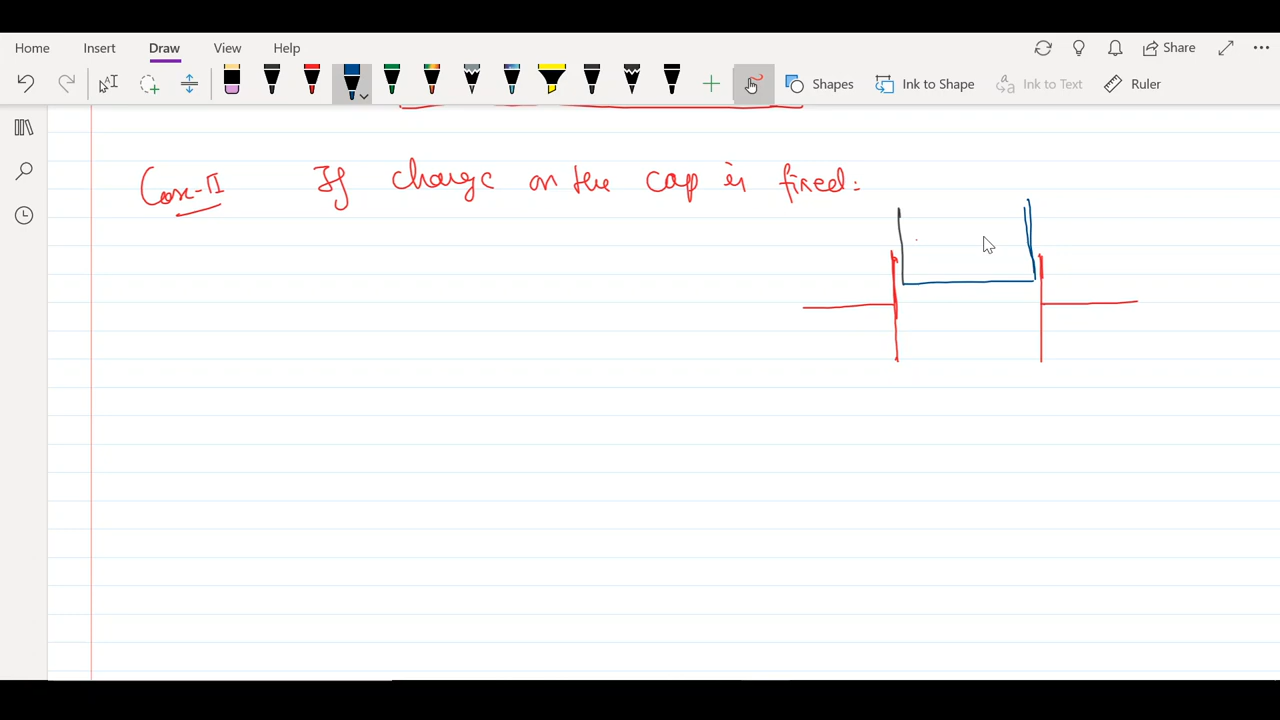 Home Insert Draw View Help Share
Shapes Ink to Shape Ink to Text Ruler
Case-II If charge on the cap is fixed: